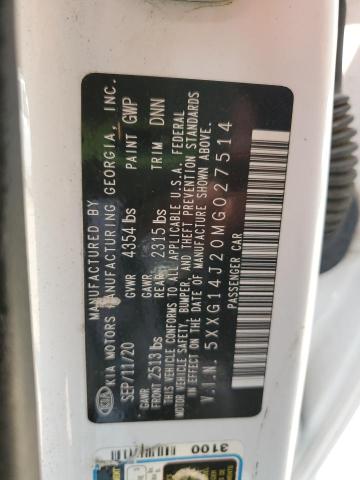 MANUFACTURED BY
KIA KIA MOTORS MANUFACTURING GEORGIA, INC.
SEP/11/20 GVWR 4354 lbs PAINT GWP
GAWR FRONT 2513 lbs GAWR REAR 2315 lbs TRIM DNN
THIS VEHICLE CONFORMS TO ALL APPLICABLE U.S.A. FEDERAL
MOTOR VEHICLE SAFETY, BUMPER, AND THEFT PREVENTION STANDARDS
IN EFFECT ON THE DATE OF MANUFACTURE SHOWN ABOVE.
V.I.N. 5XXG14J20MG027514
PASSENGER CAR
3100